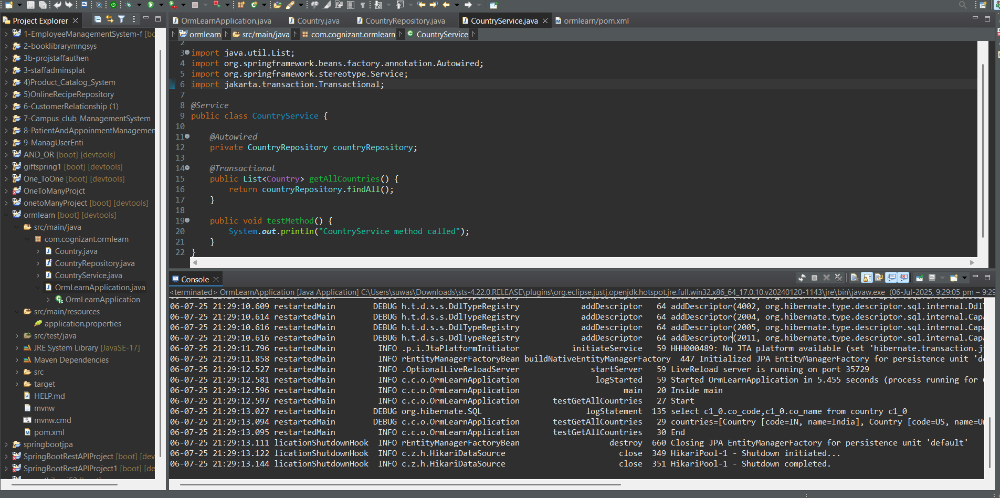 Project Explorer
1-EmployeeManagementSystem-f [bo
2-booklibrarymngsys
3b-projstaffauthen
3-staffadminsplat
4)Product_Catalog_System
5)OnlineRecipeRepository
6-CustomerRelationship (1)
7-Campus_club_ManagementSystem
8-PatientAndAppoinmentManagemen
9-ManagUserEnti
AND_OR [boot] [devtools]
giftspring1 [boot] [devtools]
One_ToOne [boot] [devtools]
OneToManyProjct
onetoManyProject [boot] [devtools]
ormlearn [boot] [devtools]
src/main/java
com.cognizant.ormlearn
Country.java
CountryRepository.java
CountryService.java
OrmLearnApplication.java
OrmLearnApplication
src/main/resources
application.properties
src/test/java
JRE System Library [JavaSE-17]
Maven Dependencies
src
target
HELP.md
mvnw
mvnw.cmd
pom.xml
springbootjpa
SpringBootRestAPIProject [boot] [dev
SpringBootRestAPIProject1 [boot] [de
OrmLearnApplication.java Country.java CountryRepository.java CountryService.java ormlearn/pom.xml
ormlearn src/main/java com.cognizant.ormlearn CountryService
2
3 import java.util.List;
4 import org.springframework.beans.factory.annotation.Autowired;
5 import org.springframework.stereotype.Service;
6 import jakarta.transaction.Transactional;
7
8 @Service
9 public class CountryService {
10
11 @Autowired
12 private CountryRepository countryRepository;
13
14 @Transactional
15 public List<Country> getAllCountries() {
16 return countryRepository.findAll();
17 }
18
19 public void testMethod() {
20 System.out.println("CountryService method called");
21 }
22 }
Console
<terminated> OrmLearnApplication [Java Application] C:\Users\suwas\Downloads\sts-4.22.0.RELEASE\plugins\org.eclipse.justj.openjdk.hotspot.jre.full.win32.x86_64_17.0.10.v20240120-1143\jre\bin\javaw.exe (06-Jul-2025, 9:29:05 pm – 9:29
06-07-25 21:29:10.609 restartedMain DEBUG h.t.d.s.s.DdlTypeRegistry addDescriptor 64 addDescriptor(4002, org.hibernate.type.descriptor.sql.internal.DdlT
06-07-25 21:29:10.614 restartedMain DEBUG h.t.d.s.s.DdlTypeRegistry addDescriptor 64 addDescriptor(2004, org.hibernate.type.descriptor.sql.internal.Capa
06-07-25 21:29:10.616 restartedMain DEBUG h.t.d.s.s.DdlTypeRegistry addDescriptor 64 addDescriptor(2005, org.hibernate.type.descriptor.sql.internal.Capa
06-07-25 21:29:10.616 restartedMain DEBUG h.t.d.s.s.DdlTypeRegistry addDescriptor 64 addDescriptor(2011, org.hibernate.type.descriptor.sql.internal.Capa
06-07-25 21:29:11.796 restartedMain INFO .p.i.JtaPlatformInitiator initiateService 59 HHH000489: No JTA platform available (set 'hibernate.transaction.jt
06-07-25 21:29:11.858 restartedMain INFO rEntityManagerFactoryBean buildNativeEntityManagerFactory 447 Initialized JPA EntityManagerFactory for persistence unit 'de
06-07-25 21:29:12.527 restartedMain INFO .OptionalLiveReloadServer startServer 59 LiveReload server is running on port 35729
06-07-25 21:29:12.581 restartedMain INFO c.c.o.OrmLearnApplication logStarted 59 Started OrmLearnApplication in 5.455 seconds (process running for 6
06-07-25 21:29:12.596 restartedMain INFO c.c.o.OrmLearnApplication main 20 Inside main
06-07-25 21:29:12.597 restartedMain INFO c.c.o.OrmLearnApplication testGetAllCountries 27 Start
06-07-25 21:29:13.027 restartedMain DEBUG org.hibernate.SQL logStatement 135 select c1_0.co_code,c1_0.co_name from country c1_0
06-07-25 21:29:13.094 restartedMain DEBUG c.c.o.OrmLearnApplication testGetAllCountries 29 countries=[Country [code=IN, name=India], Country [code=US, name=Un
06-07-25 21:29:13.095 restartedMain INFO c.c.o.OrmLearnApplication testGetAllCountries 30 End
06-07-25 21:29:13.111 licationShutdownHook INFO rEntityManagerFactoryBean destroy 660 Closing JPA EntityManagerFactory for persistence unit 'default'
06-07-25 21:29:13.122 licationShutdownHook INFO c.z.h.HikariDataSource close 349 HikariPool-1 - Shutdown initiated...
06-07-25 21:29:13.144 licationShutdownHook INFO c.z.h.HikariDataSource close 351 HikariPool-1 - Shutdown completed.